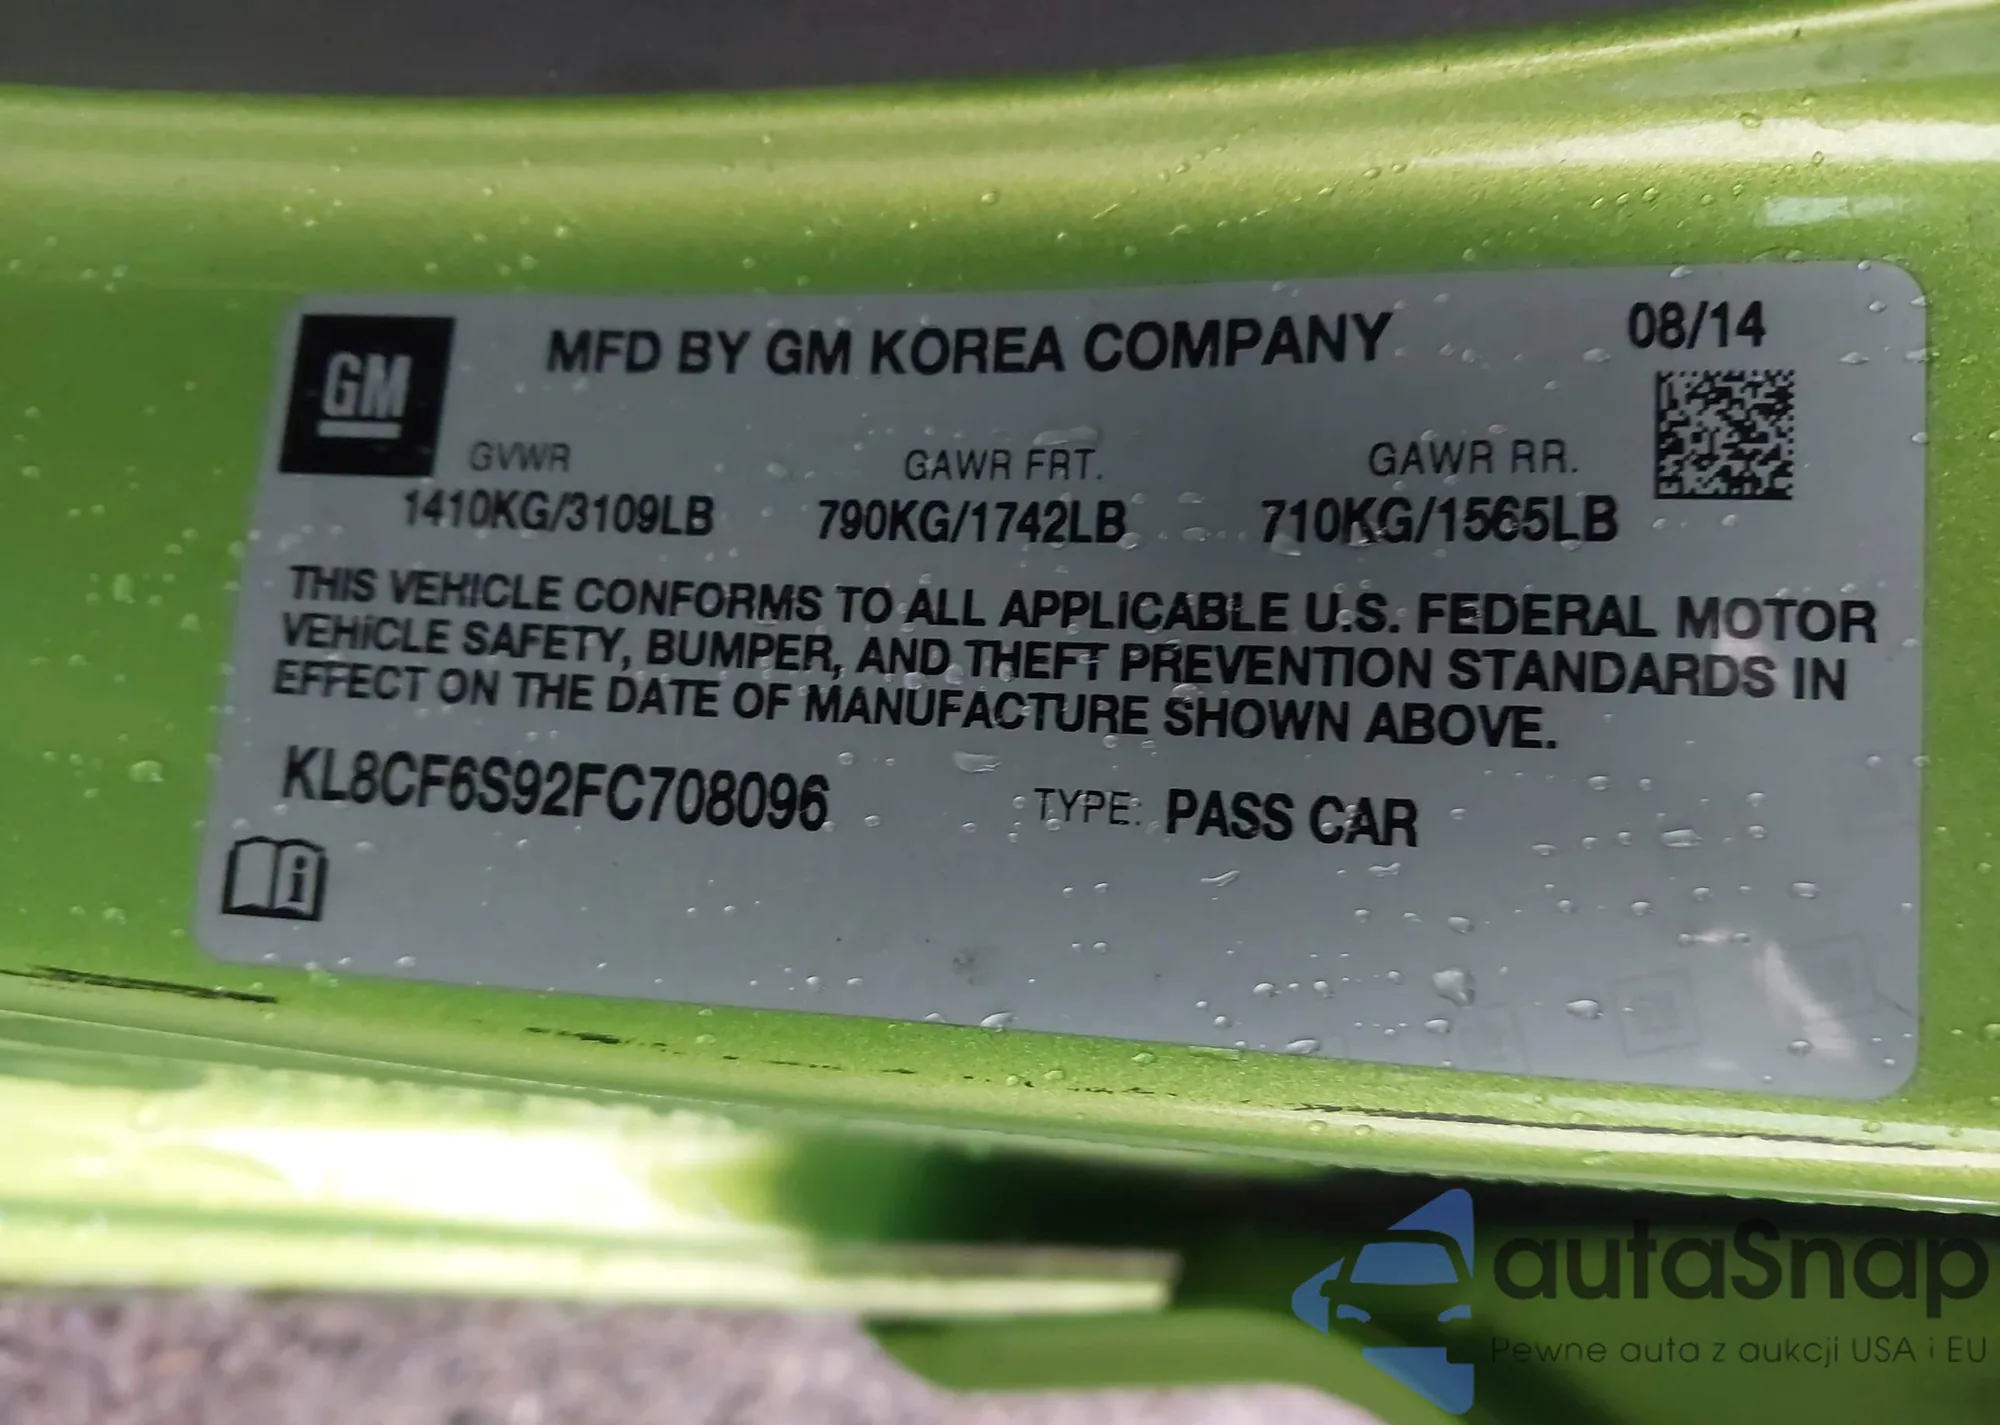 GM
MFD BY GM KOREA COMPANY
08/14
GVWR
GAWR FRT.
GAWR RR.
1410KG/3109LB
790KG/1742LB
710KG/1565LB
THIS VEHICLE CONFORMS TO ALL APPLICABLE U.S. FEDERAL MOTOR
VEHICLE SAFETY, BUMPER, AND THEFT PREVENTION STANDARDS IN
EFFECT ON THE DATE OF MANUFACTURE SHOWN ABOVE.
KL8CF6S92FC708096
TYPE: PASS CAR
i
autaSnap
Pewne auta z aukcji USA i EU